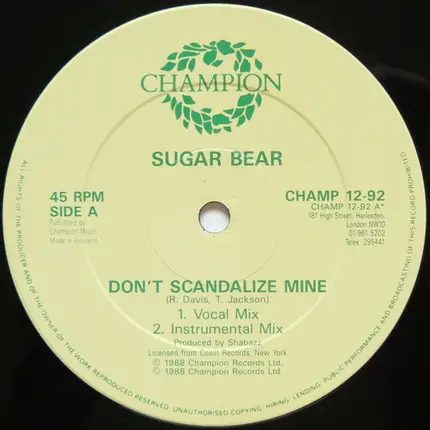 CHAMPION
SUGAR BEAR
45 RPM
SIDE A
Published by
Champion Music
Made in England
CHAMP 12-92
CHAMP 12-92 A*
181 High Street, Harlesden,
London NW10
01-961 5202
Telex: 295441
DON'T SCANDALIZE MINE
(R. Davis, T. Jackson)
1. Vocal Mix
2. Instrumental Mix
Produced by Shabazz
Licensed from Coslit Records, New York
℗ 1988 Champion Records Ltd.
© 1988 Champion Records Ltd.
ALL RIGHTS OF THE PRODUCER AND OF THE OWNER OF THE WORK REPRODUCED RESERVED. UNAUTHORISED COPYING, HIRING, LENDING, PUBLIC PERFORMANCE AND BROADCASTING OF THIS RECORD PROHIBITED